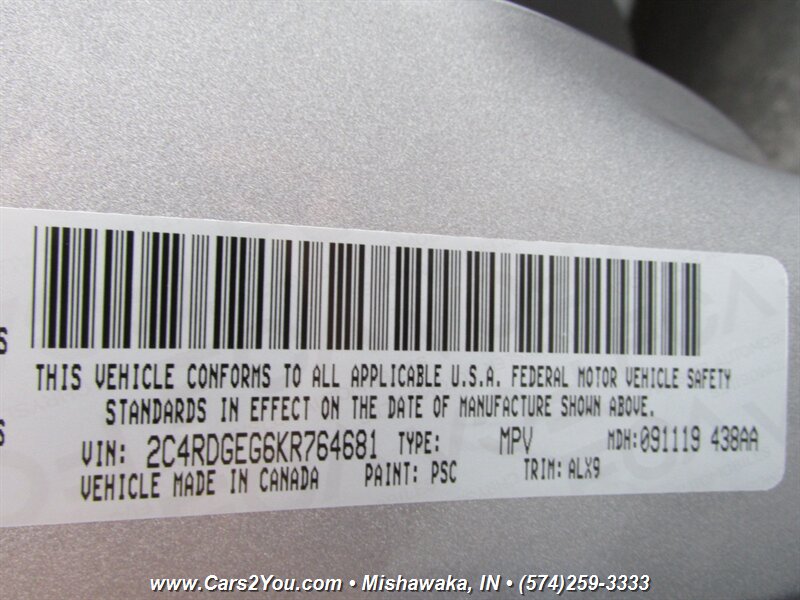 S
THIS VEHICLE CONFORMS TO ALL APPLICABLE U.S.A. FEDERAL MOTOR VEHICLE SAFETY
STANDARDS IN EFFECT ON THE DATE OF MANUFACTURE SHOWN ABOVE.
S
VIN: 2C4RDGEG6KR764681 TYPE: MPV MDH:091119 438AA
VEHICLE MADE IN CANADA PAINT: PSC TRIM: ALX9
www.Cars2You.com • Mishawaka, IN • (574)259-3333